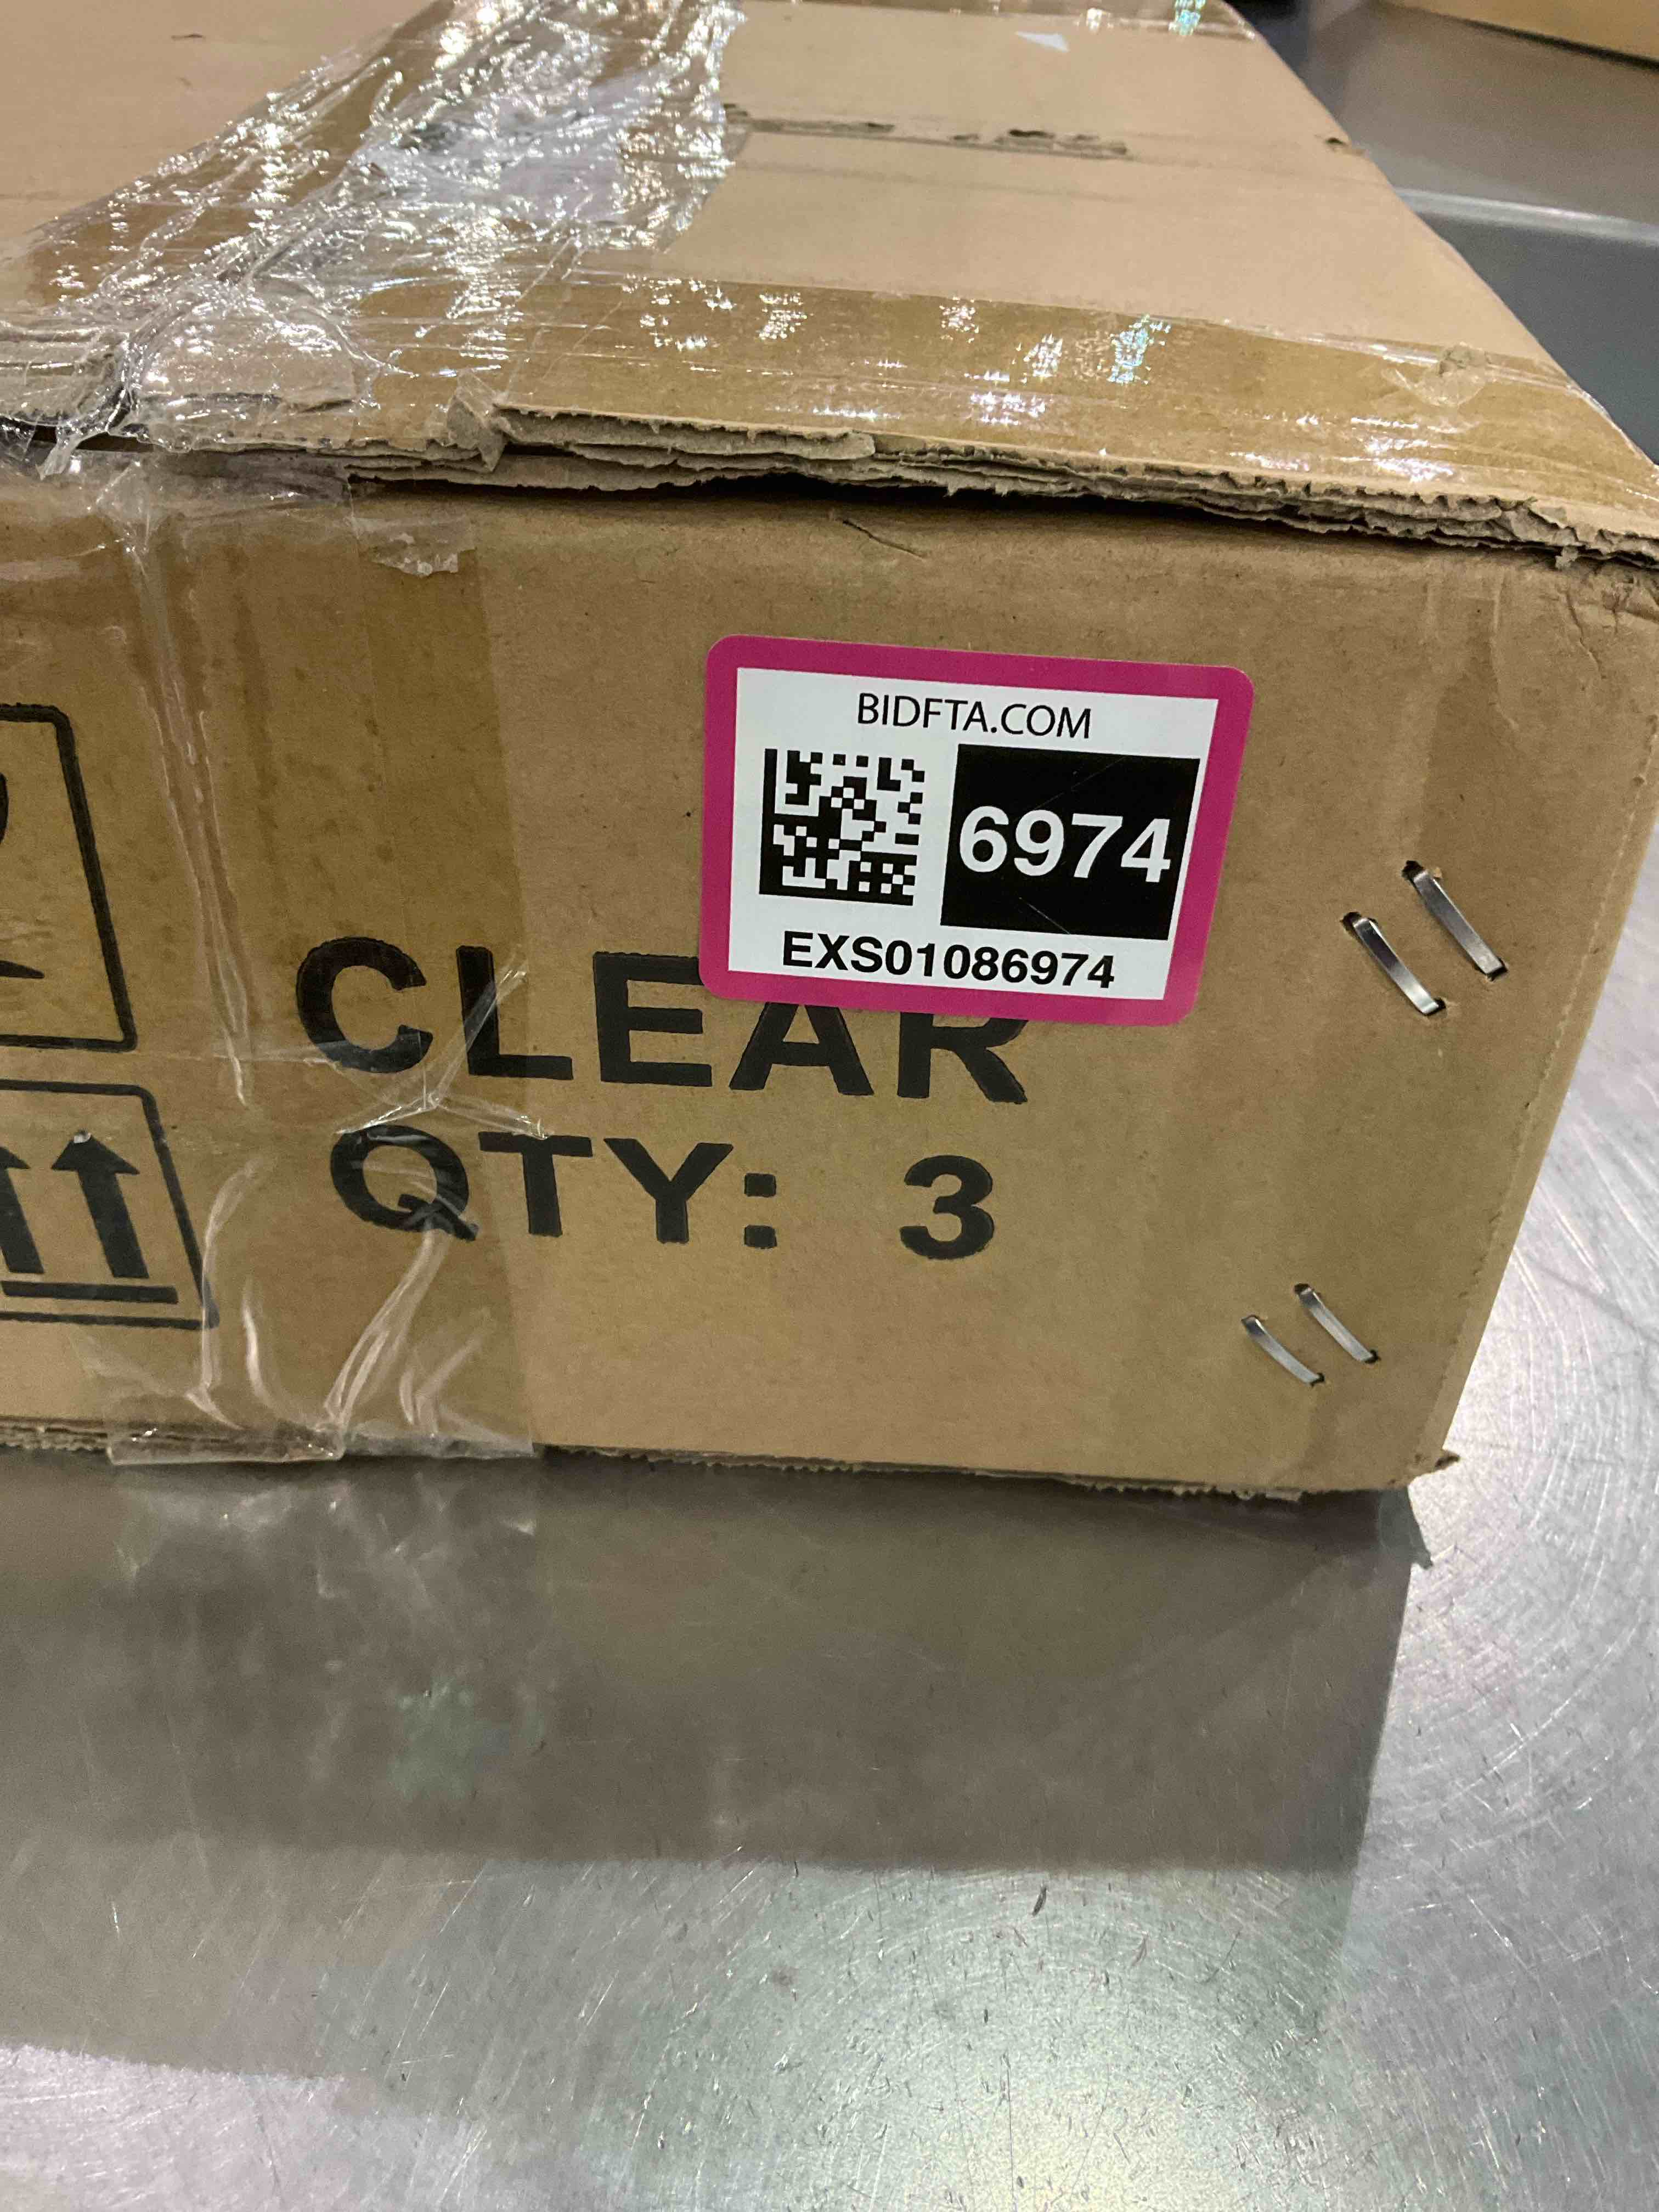 BIDFTA.COM
6974
EXS01086974
CLEAR
QTY: 3